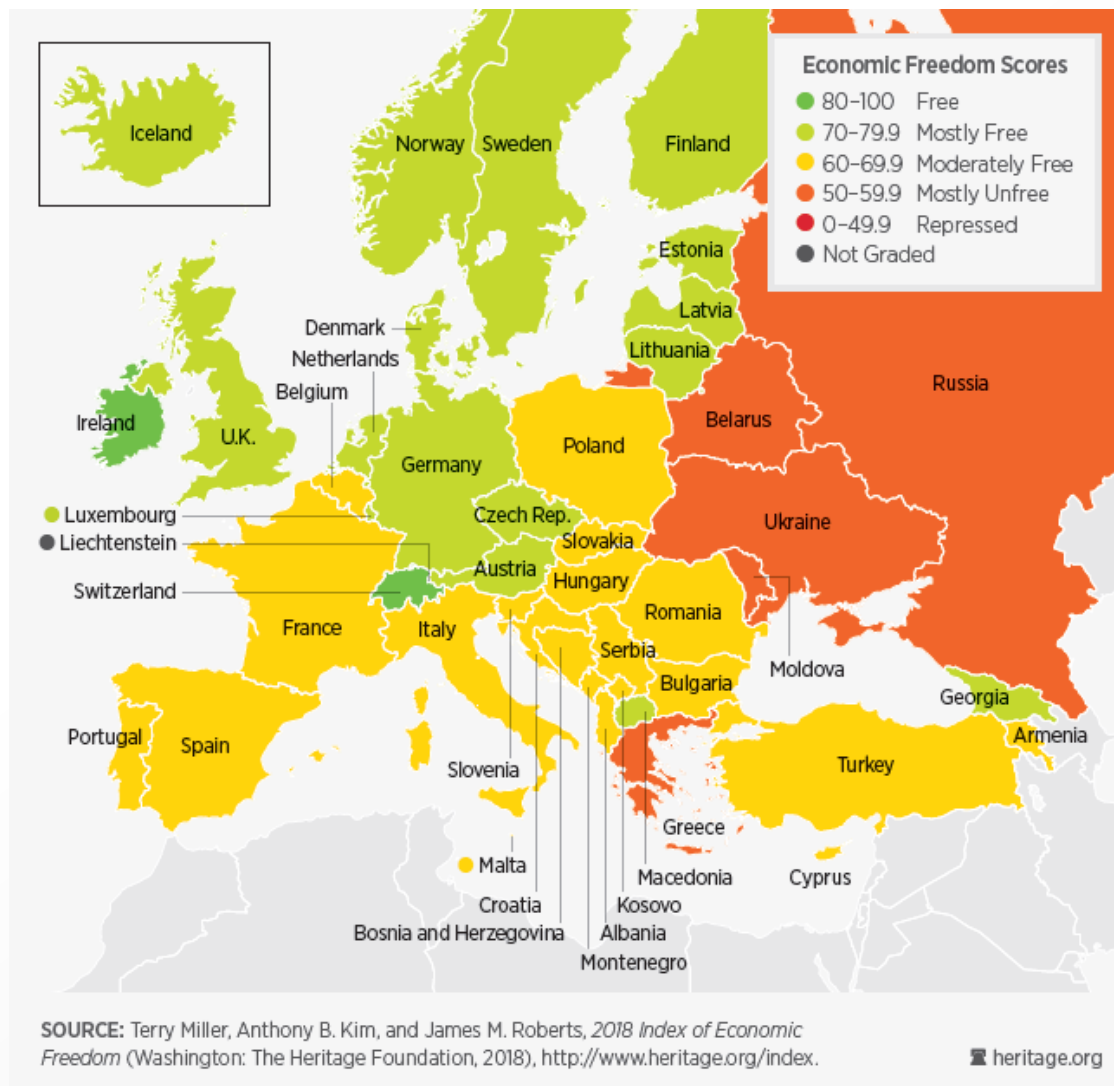 Economic Freedom Scores
80–100 Free
70–79.9 Mostly Free
60–69.9 Moderately Free
50–59.9 Mostly Unfree
0–49.9 Repressed
Not Graded
Iceland
Norway
Sweden
Finland
Estonia
Latvia
Lithuania
Denmark
Netherlands
Belgium
Russia
Ireland
U.K.
Belarus
Poland
Germany
Luxembourg
Czech Rep.
Ukraine
Liechtenstein
Slovakia
Austria
Hungary
Switzerland
Romania
France
Italy
Serbia
Moldova
Bulgaria
Georgia
Portugal
Spain
Armenia
Slovenia
Turkey
Greece
Malta
Macedonia
Cyprus
Croatia
Kosovo
Bosnia and Herzegovina
Albania
Montenegro
SOURCE: Terry Miller, Anthony B. Kim, and James M. Roberts, 2018 Index of Economic
Freedom (Washington: The Heritage Foundation, 2018), http://www.heritage.org/index.
heritage.org